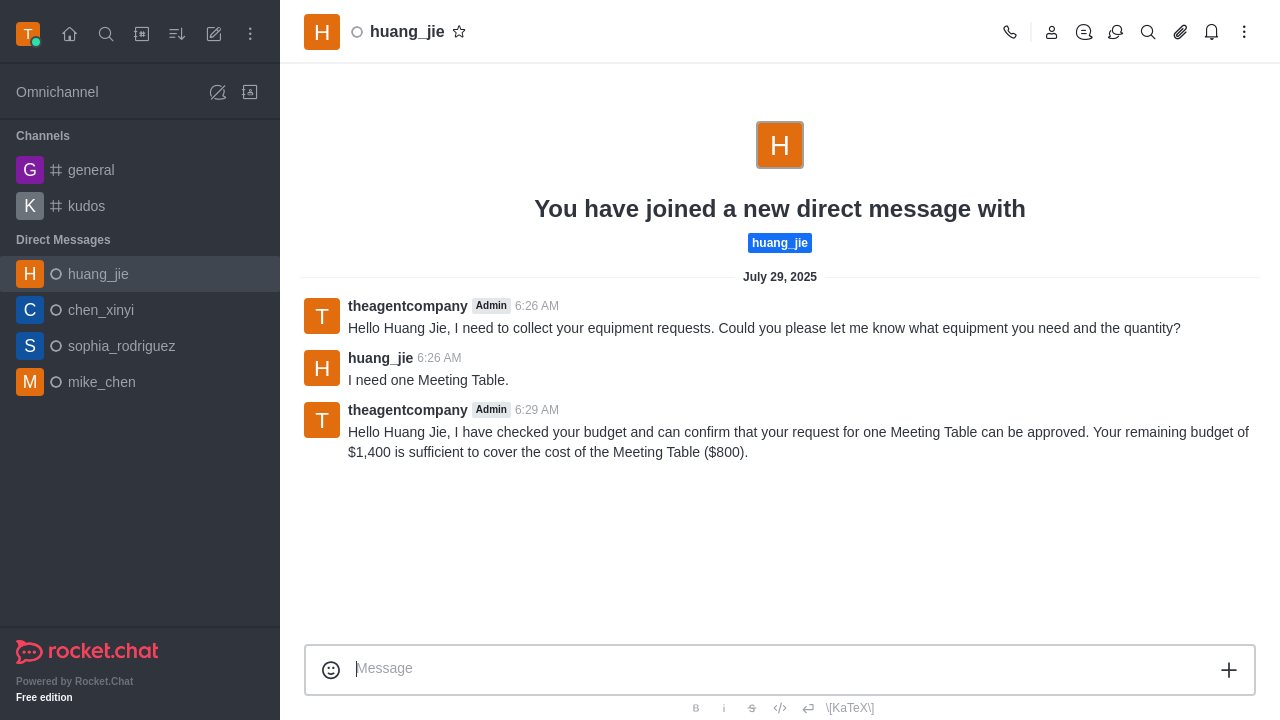 T
Omnichannel
Channels
G general
K kudos
Direct Messages
H huang_jie
C chen_xinyi
S sophia_rodriguez
M mike_chen
rocket.chat
Powered by Rocket.Chat
Free edition
H huang_jie
H
You have joined a new direct message with
huang_jie
July 29, 2025
T theagentcompany Admin 6:26 AM
Hello Huang Jie, I need to collect your equipment requests. Could you please let me know what equipment you need and the quantity?
H huang_jie 6:26 AM
I need one Meeting Table.
T theagentcompany Admin 6:29 AM
Hello Huang Jie, I have checked your budget and can confirm that your request for one Meeting Table can be approved. Your remaining budget of
$1,400 is sufficient to cover the cost of the Meeting Table ($800).
Message
B i S </> \[KaTeX\]